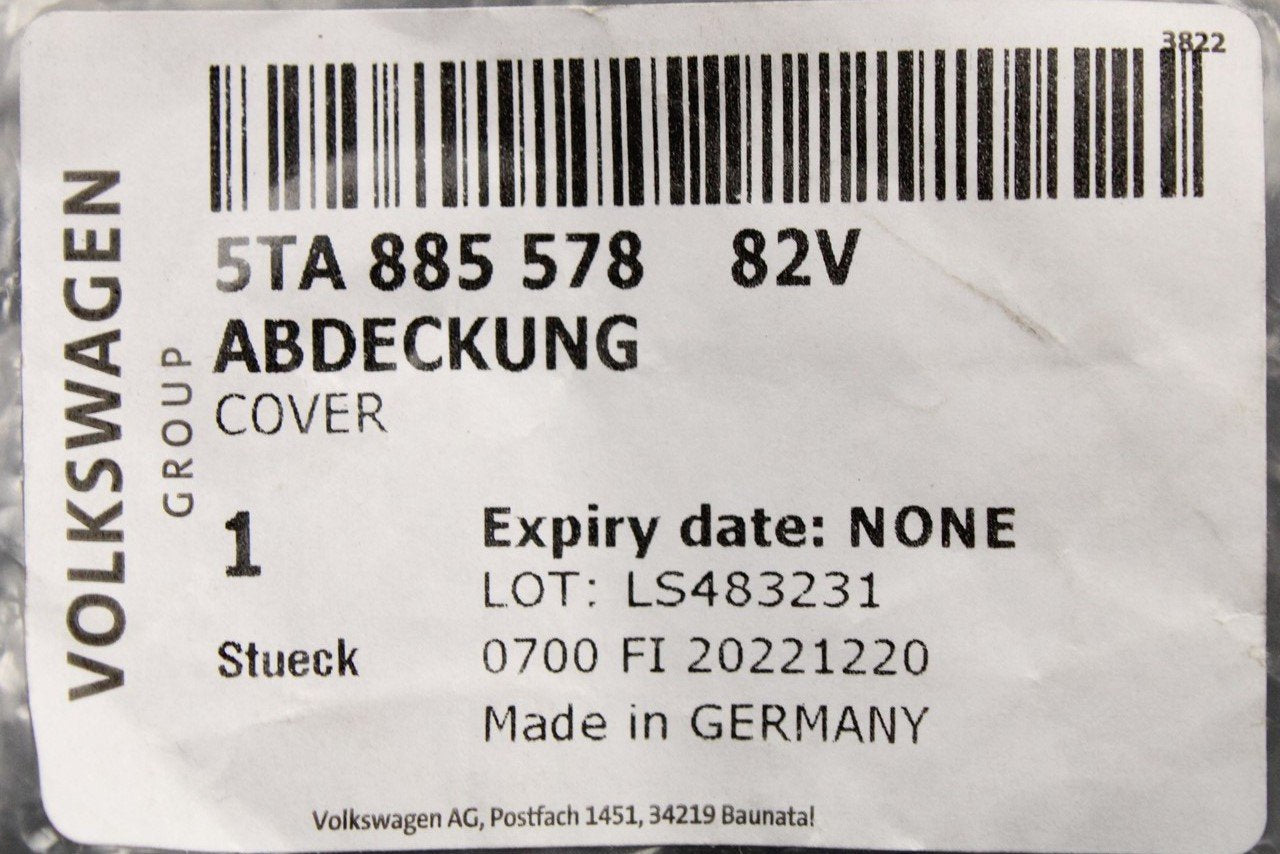 3822
VOLKSWAGEN
GROUP
5TA 885 578 82V
ABDECKUNG
COVER
1
Stueck
Expiry date: NONE
LOT: LS483231
0700 FI 20221220
Made in GERMANY
Volkswagen AG, Postfach 1451, 34219 Baunatal